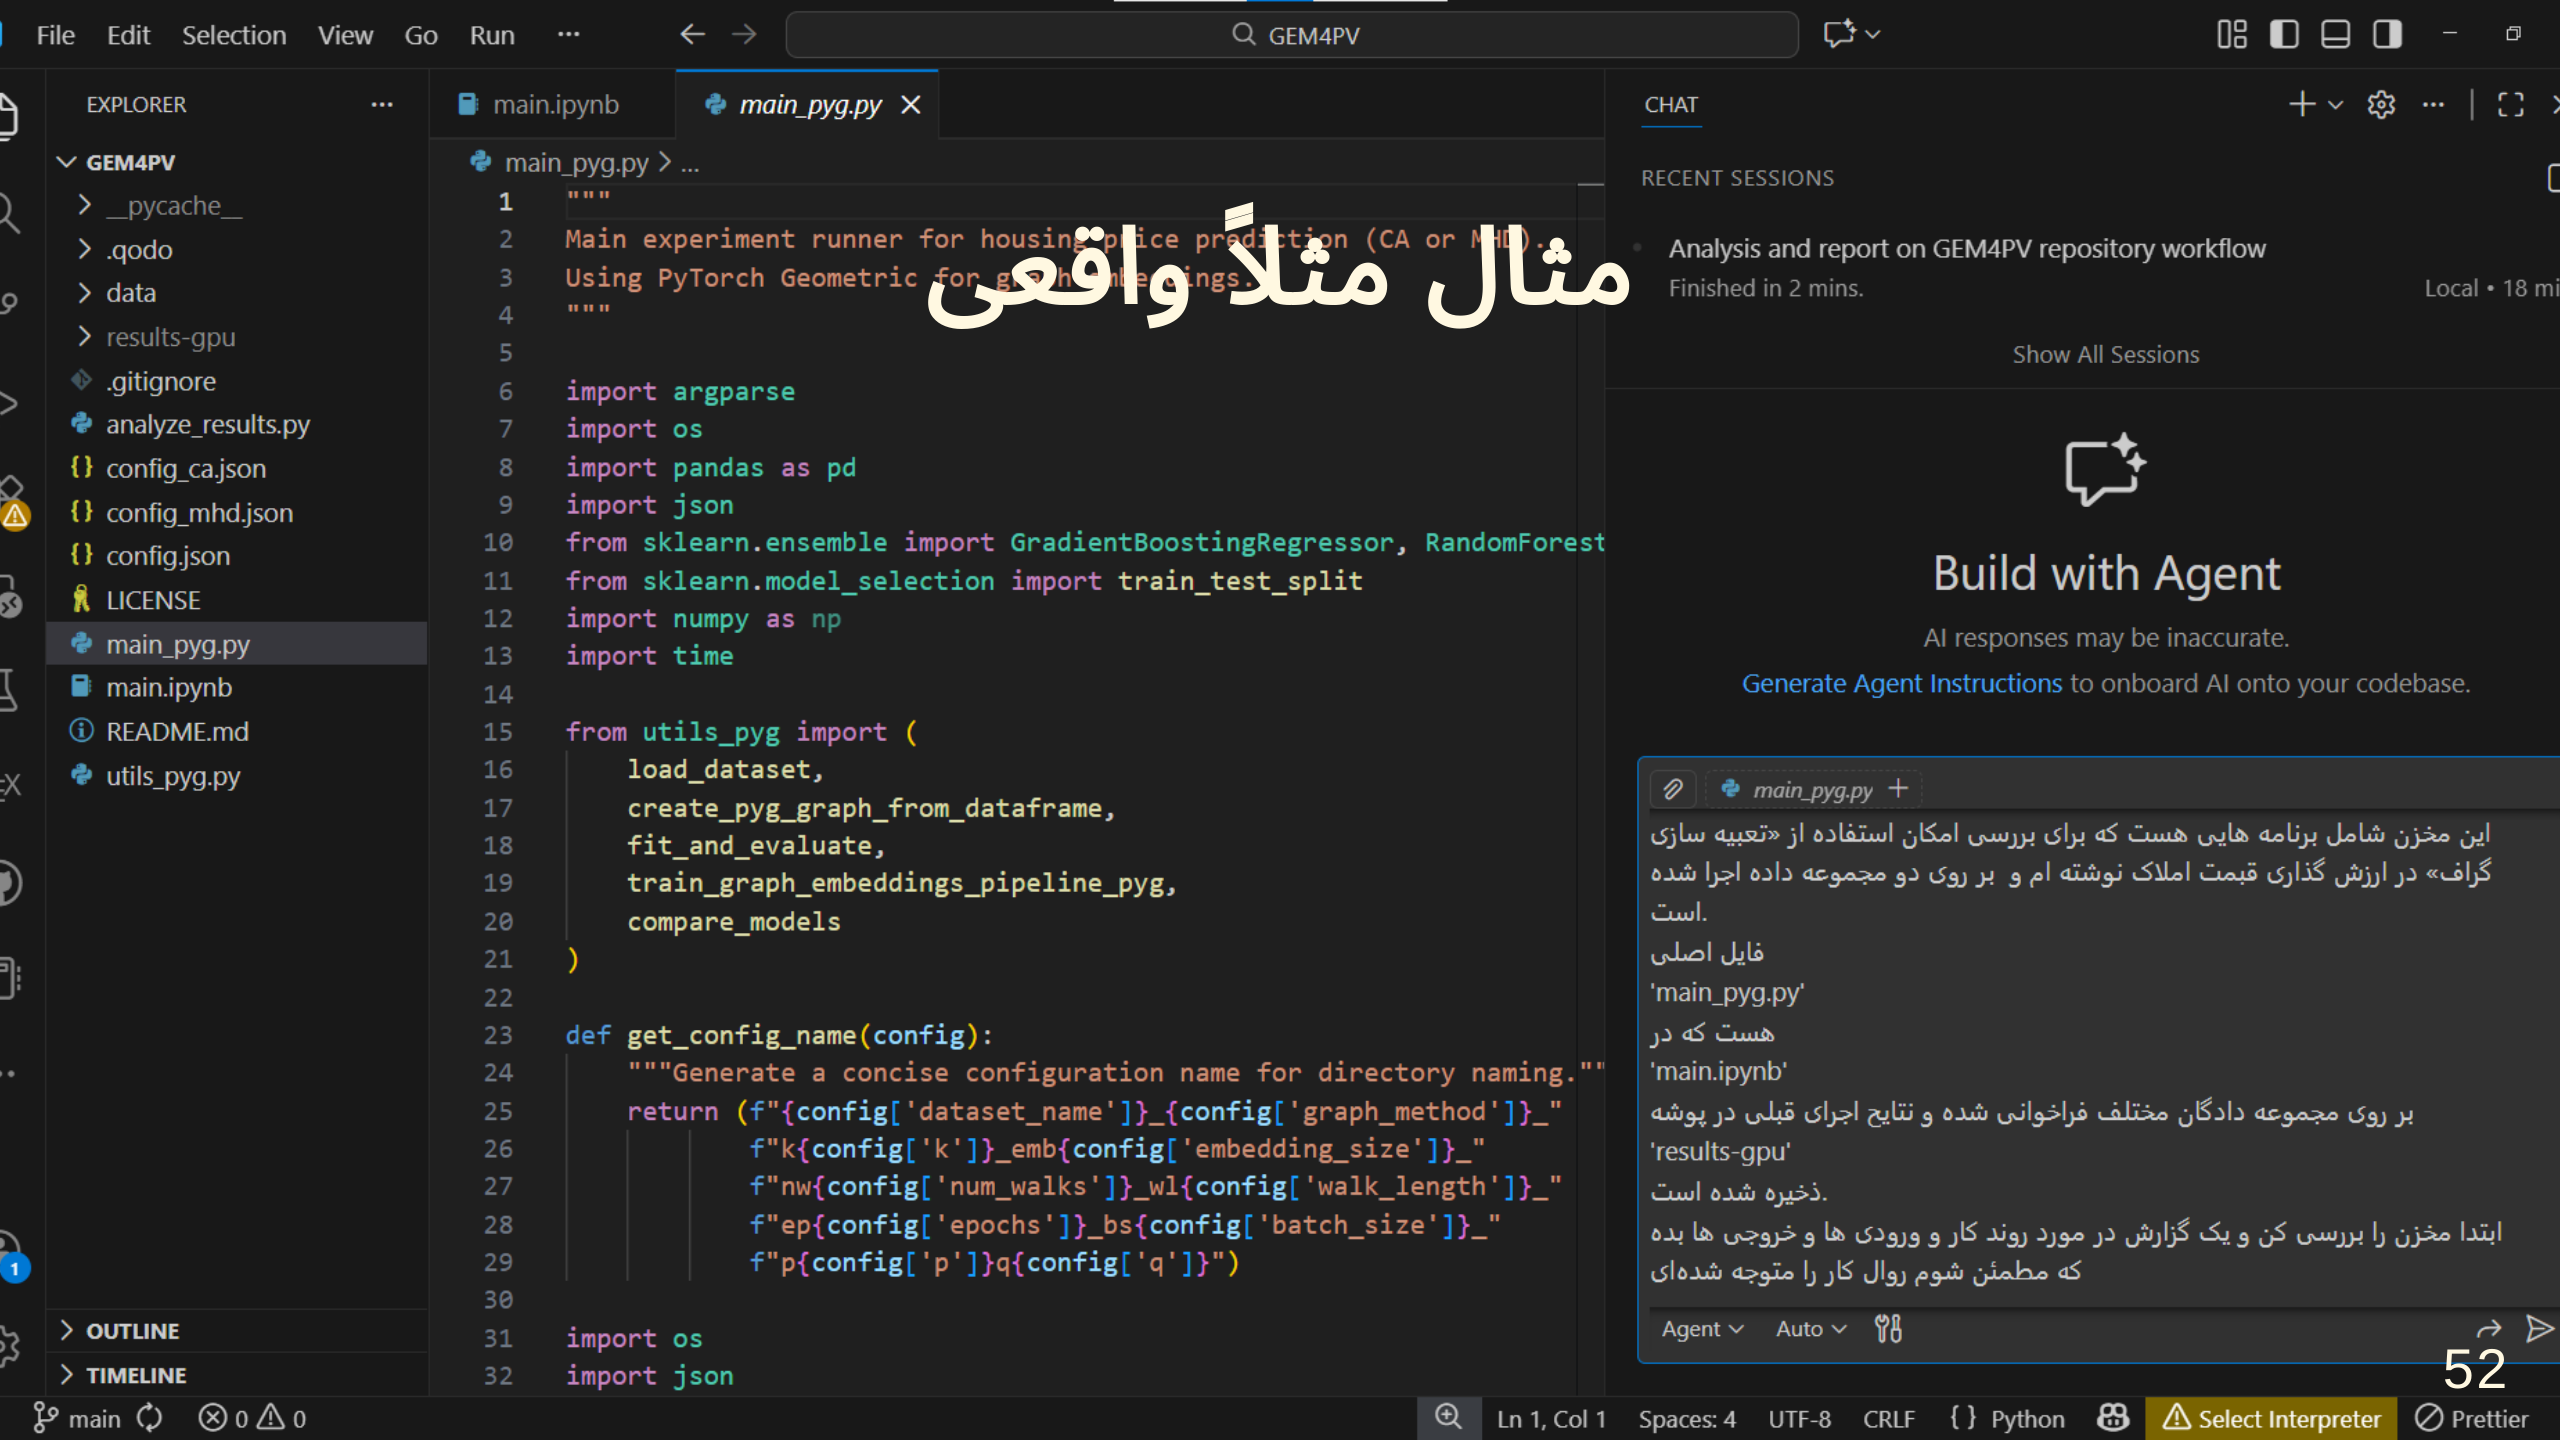 File Edit Selection View Go Run ···
GEM4PV
EXPLORER ···
GEM4PV
__pycache__
.qodo
data
results-gpu
.gitignore
analyze_results.py
config_ca.json
config_mhd.json
config.json
LICENSE
main_pyg.py
main.ipynb
README.md
utils_pyg.py
OUTLINE
TIMELINE
main.ipynb
main_pyg.py
main_pyg.py > ...
مثال مثلاً واقعی
1 """
2 Main experiment runner for housing price prediction (CA or MHD).
3 Using PyTorch Geometric for graph embeddings.
4 """
5
6 import argparse
7 import os
8 import pandas as pd
9 import json
10 from sklearn.ensemble import GradientBoostingRegressor, RandomForest
11 from sklearn.model_selection import train_test_split
12 import numpy as np
13 import time
14
15 from utils_pyg import (
16 load_dataset,
17 create_pyg_graph_from_dataframe,
18 fit_and_evaluate,
19 train_graph_embeddings_pipeline_pyg,
20 compare_models
21 )
22
23 def get_config_name(config):
24 """Generate a concise configuration name for directory naming.""
25 return (f"{config['dataset_name']}_{config['graph_method']}_"
26 f"k{config['k']}_emb{config['embedding_size']}_"
27 f"nw{config['num_walks']}_wl{config['walk_length']}_"
28 f"ep{config['epochs']}_bs{config['batch_size']}_"
29 f"p{config['p']}q{config['q']}")
30
31 import os
32 import json
CHAT
RECENT SESSIONS
Analysis and report on GEM4PV repository workflow
Finished in 2 mins. Local • 18 mi
Show All Sessions
Build with Agent
AI responses may be inaccurate.
Generate Agent Instructions to onboard AI onto your codebase.
main_pyg.py
این مخزن شامل برنامه هایی هست که برای بررسی امکان استفاده از «تعبیه سازی
گراف» در ارزش گذاری قیمت املاک نوشته ام و بر روی دو مجموعه داده اجرا شده
است.
فایل اصلی
'main_pyg.py'
هست که در
'main.ipynb'
بر روی مجموعه دادگان مختلف فراخوانی شده و نتایج اجرای قبلی در پوشه
'results-gpu'
ذخیره شده است.
ابتدا مخزن را بررسی کن و یک گزارش در مورد روند کار و ورودی ها و خروجی ها بده
که مطمئن شوم روال کار را متوجه شده‌ای
Agent Auto
52
main 0 0 Ln 1, Col 1 Spaces: 4 UTF-8 CRLF {} Python Select Interpreter Prettier
1